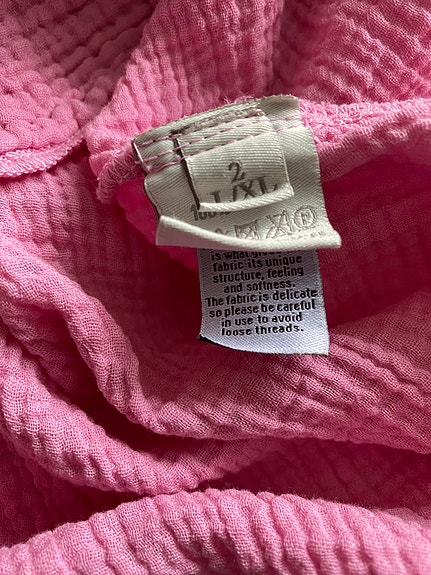 2
L/XL
100%
F
is what
fabric its unique
structure, feeling
and softness.
The fabric is delicate
so please be careful
in use to avoid
loose threads.